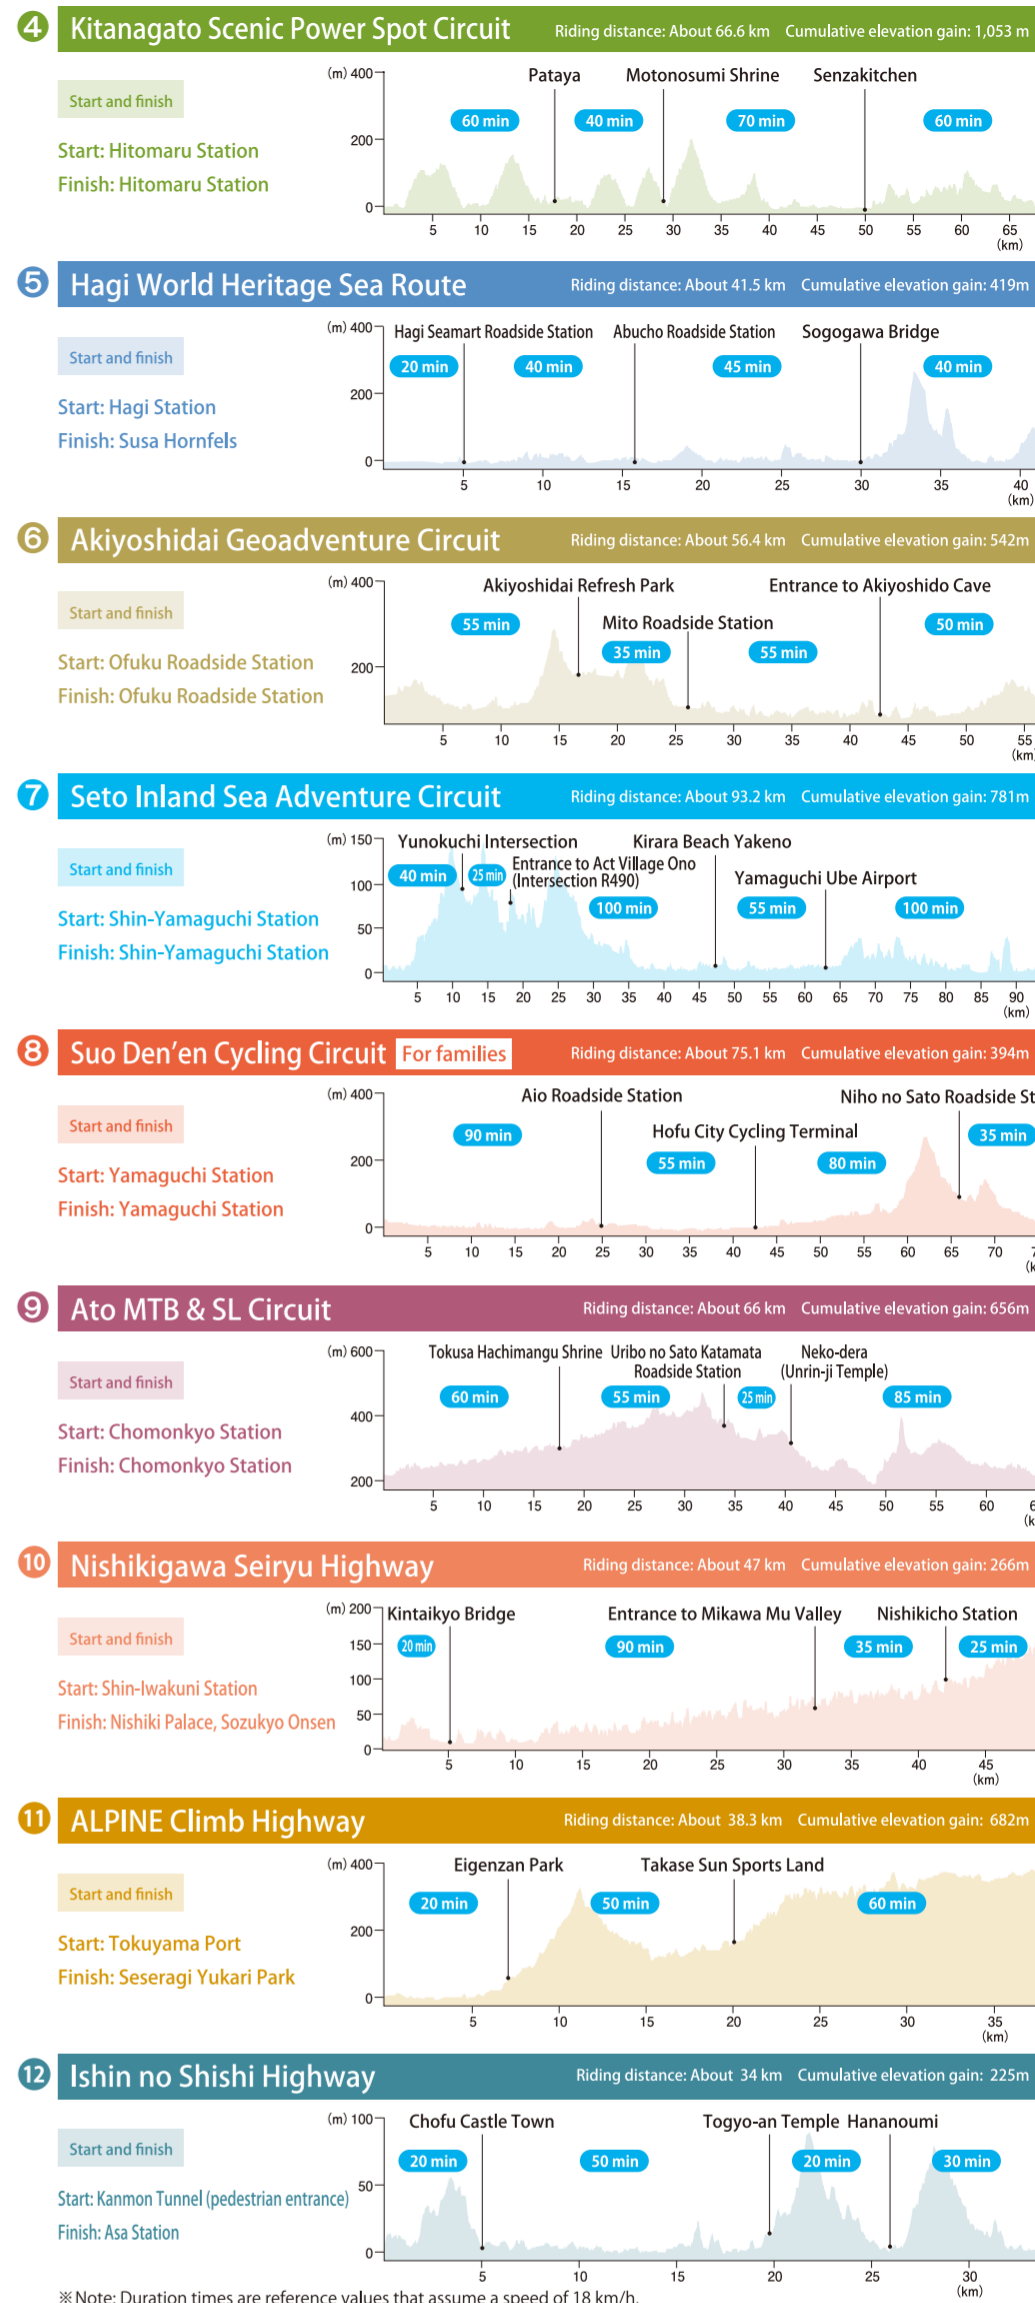 4 Kitanagato Scenic Power Spot Circuit Riding distance: About 66.6 km Cumulative elevation gain: 1,053 m
(m) 400
Pataya Motonosumi Shrine Senzakitchen
Start and finish
60 min 40 min 70 min 60 min
200
Start: Hitomaru Station
Finish: Hitomaru Station
0
5 10 15 20 25 30 35 40 45 50 55 60 65
(km)
5 Hagi World Heritage Sea Route Riding distance: About 41.5 km Cumulative elevation gain: 419m
(m) 400
Hagi Seamart Roadside Station Abucho Roadside Station Sogogawa Bridge
Start and finish
20 min 40 min 45 min 40 min
200
Start: Hagi Station
Finish: Susa Hornfels
0
5 10 15 20 25 30 35 40
(km)
6 Akiyoshidai Geoadventure Circuit Riding distance: About 56.4 km Cumulative elevation gain: 542m
(m) 400
Akiyoshidai Refresh Park Entrance to Akiyoshido Cave
Start and finish
55 min Mito Roadside Station 50 min
35 min 55 min
200
Start: Ofuku Roadside Station
Finish: Ofuku Roadside Station
5 10 15 20 25 30 35 40 45 50 55
(km
7 Seto Inland Sea Adventure Circuit Riding distance: About 93.2 km Cumulative elevation gain: 781m
(m) 150
Yunokuchi Intersection Kirara Beach Yakeno
Start and finish
40 min 25 min Entrance to Act Village Ono
(Intersection R490)
Yamaguchi Ube Airport
100
100 min 55 min 100 min
Start: Shin-Yamaguchi Station
50
Finish: Shin-Yamaguchi Station
0
5 10 15 20 25 30 35 40 45 50 55 60 65 70 75 80 85 90
(km)
8 Suo Den'en Cycling Circuit For families Riding distance: About 75.1 km Cumulative elevation gain: 394m
(m) 400
Aio Roadside Station Niho no Sato Roadside St
Start and finish
90 min Hofu City Cycling Terminal 35 min
55 min 80 min
200
Start: Yamaguchi Station
Finish: Yamaguchi Station
0
5 10 15 20 25 30 35 40 45 50 55 60 65 70 7
(k
9 Ato MTB & SL Circuit Riding distance: About 66 km Cumulative elevation gain: 656m
(m) 600
Tokusa Hachimangu Shrine Uribo no Sato Katamata
Roadside Station
Neko-dera
(Unrin-ji Temple)
Start and finish
60 min 55 min 25 min 85 min
400
Start: Chomonkyo Station
Finish: Chomonkyo Station
200
5 10 15 20 25 30 35 40 45 50 55 60 6
(k
10 Nishikigawa Seiryu Highway Riding distance: About 47 km Cumulative elevation gain: 266m
(m) 200
Kintaikyo Bridge Entrance to Mikawa Mu Valley Nishikicho Station
Start and finish
150
20 min 90 min 35 min 25 min
100
Start: Shin-Iwakuni Station
50
Finish: Nishiki Palace, Sozukyo Onsen
0
5 10 15 20 25 30 35 40 45
(km)
11 ALPINE Climb Highway Riding distance: About 38.3 km Cumulative elevation gain: 682m
(m) 400
Eigenzan Park Takase Sun Sports Land
Start and finish
20 min 50 min 60 min
200
Start: Tokuyama Port
Finish: Seseragi Yukari Park
0
5 10 15 20 25 30 35
(km)
12 Ishin no Shishi Highway Riding distance: About 34 km Cumulative elevation gain: 225m
(m) 100
Chofu Castle Town Togyo-an Temple Hananoumi
Start and finish
20 min 50 min 20 min 30 min
50
Start: Kanmon Tunnel (pedestrian entrance)
Finish: Asa Station
0
5 10 15 20 25 30
(km)
※Note: Duration times are reference values that assume a speed of 18 km/h.